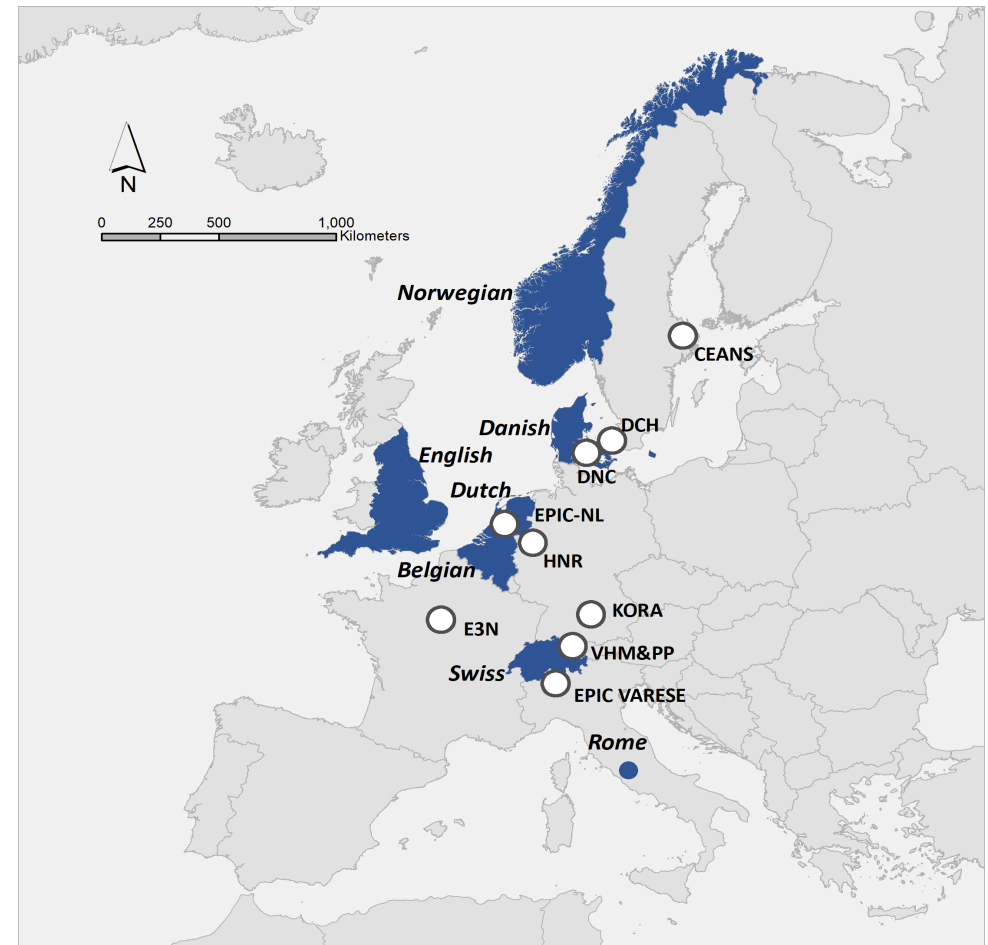 N
0 250 500 1,000
Kilometers
Norwegian
CEANS
DCH
Danish
English
DNC
Dutch
EPIC-NL
HNR
Belgian
KORA
E3N
VHM&PP
Swiss
EPIC VARESE
Rome